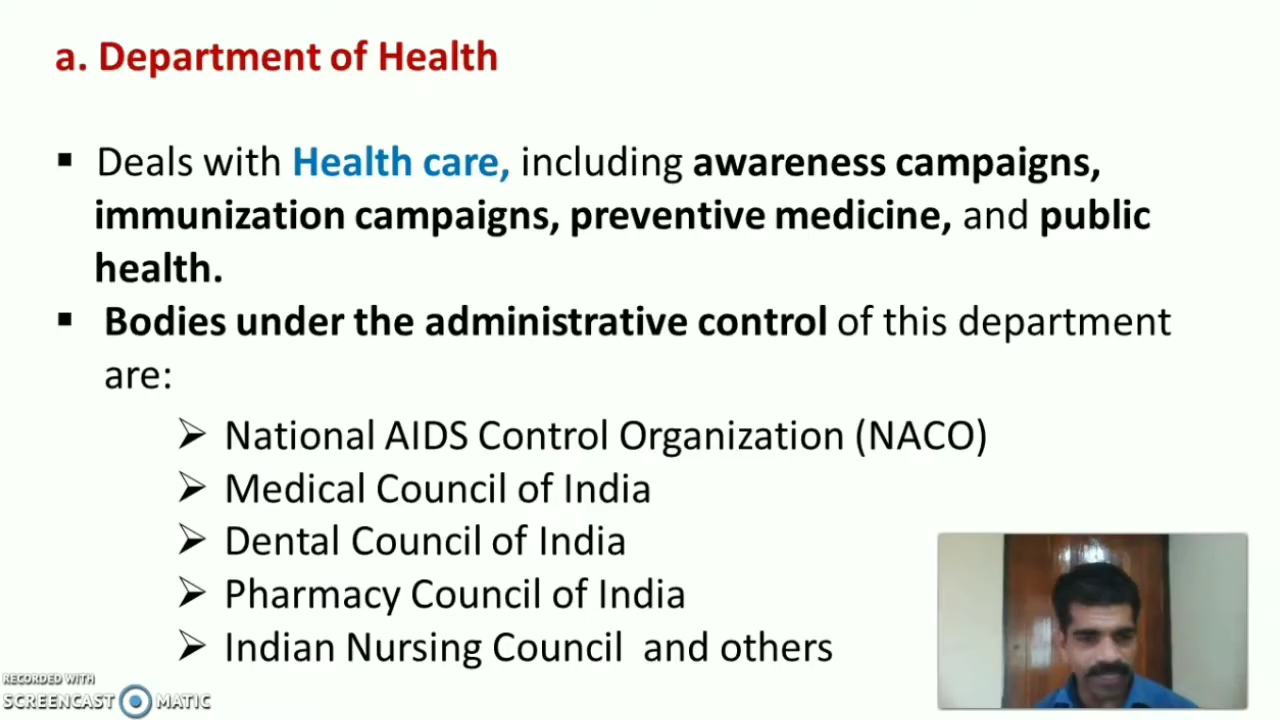 a. Department of Health
▪ Deals with Health care, including awareness campaigns,
immunization campaigns, preventive medicine, and public
health.
▪ Bodies under the administrative control of this department
are:
➢ National AIDS Control Organization (NACO)
➢ Medical Council of India
➢ Dental Council of India
➢ Pharmacy Council of India
➢ Indian Nursing Council and others
RECORDED WITH
SCREENCAST MATIC